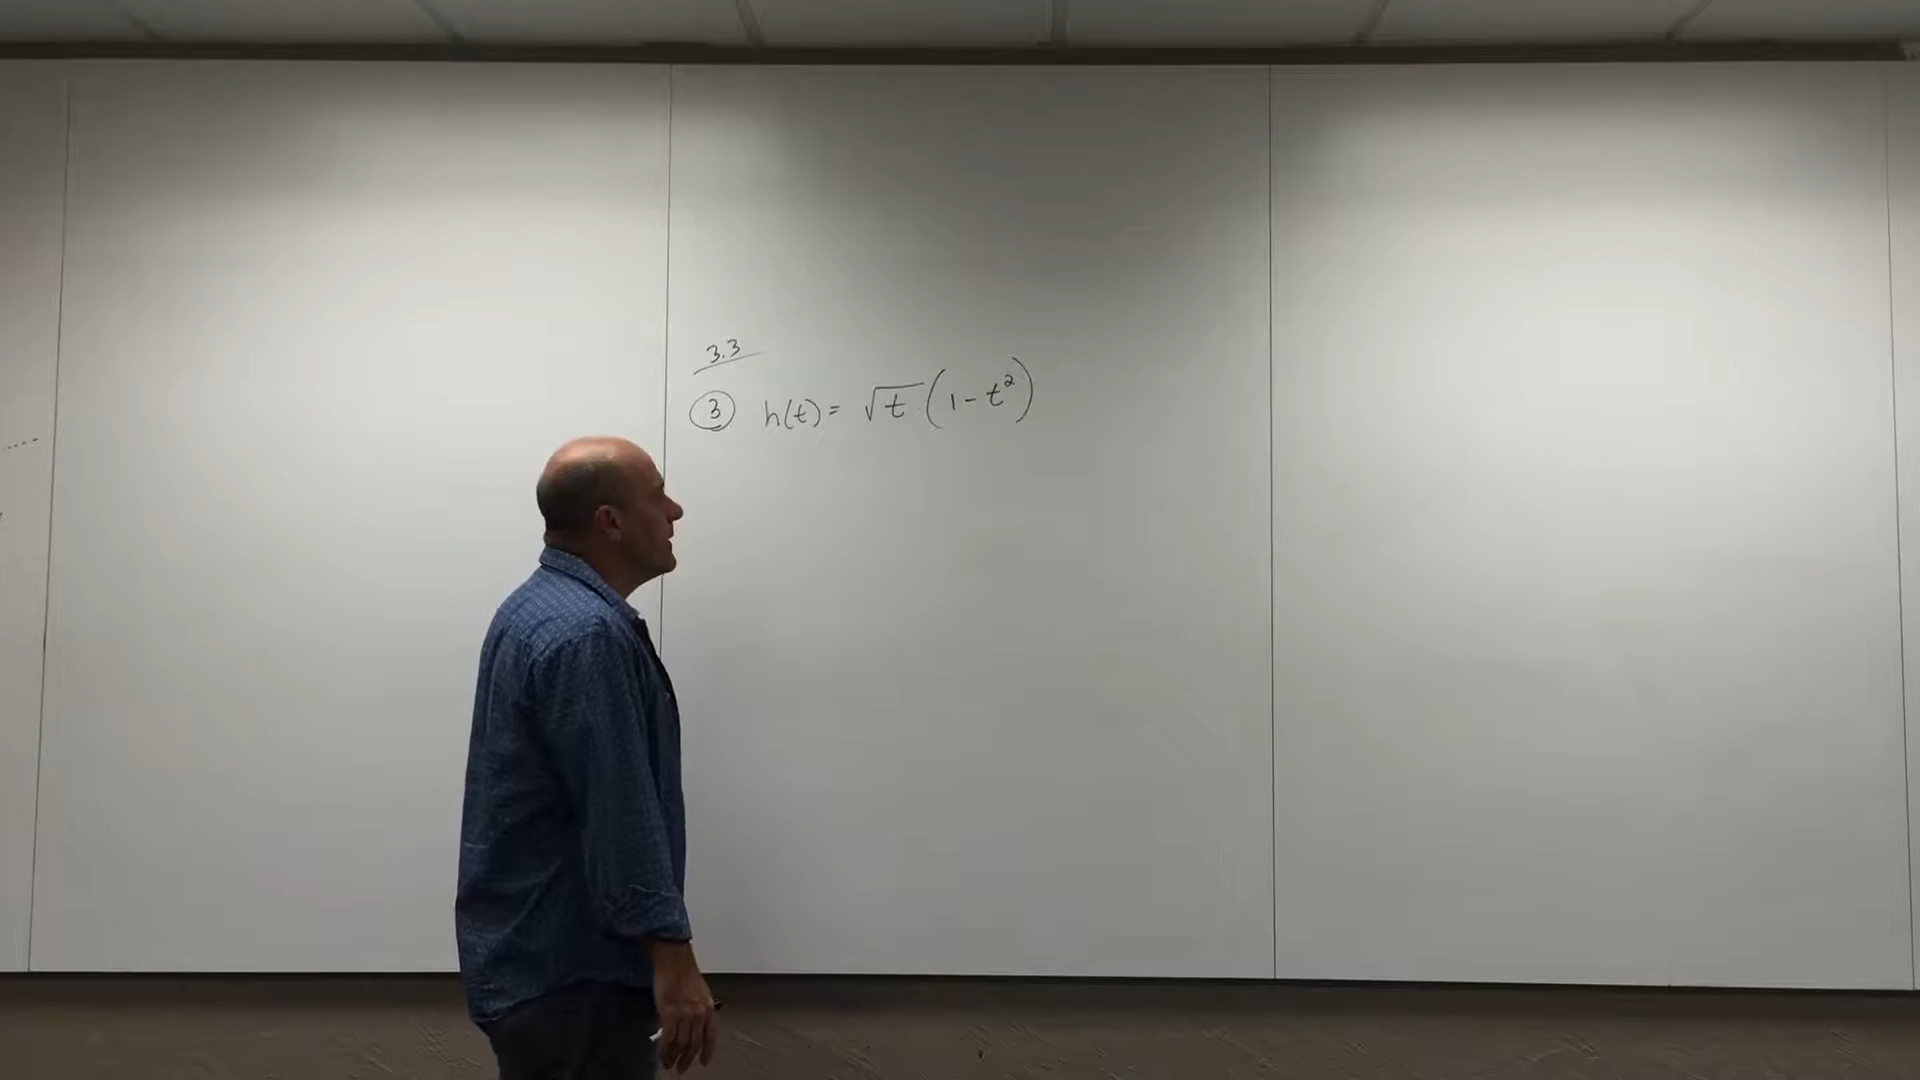 3.3
③ h(t) = √t (1 - t²)